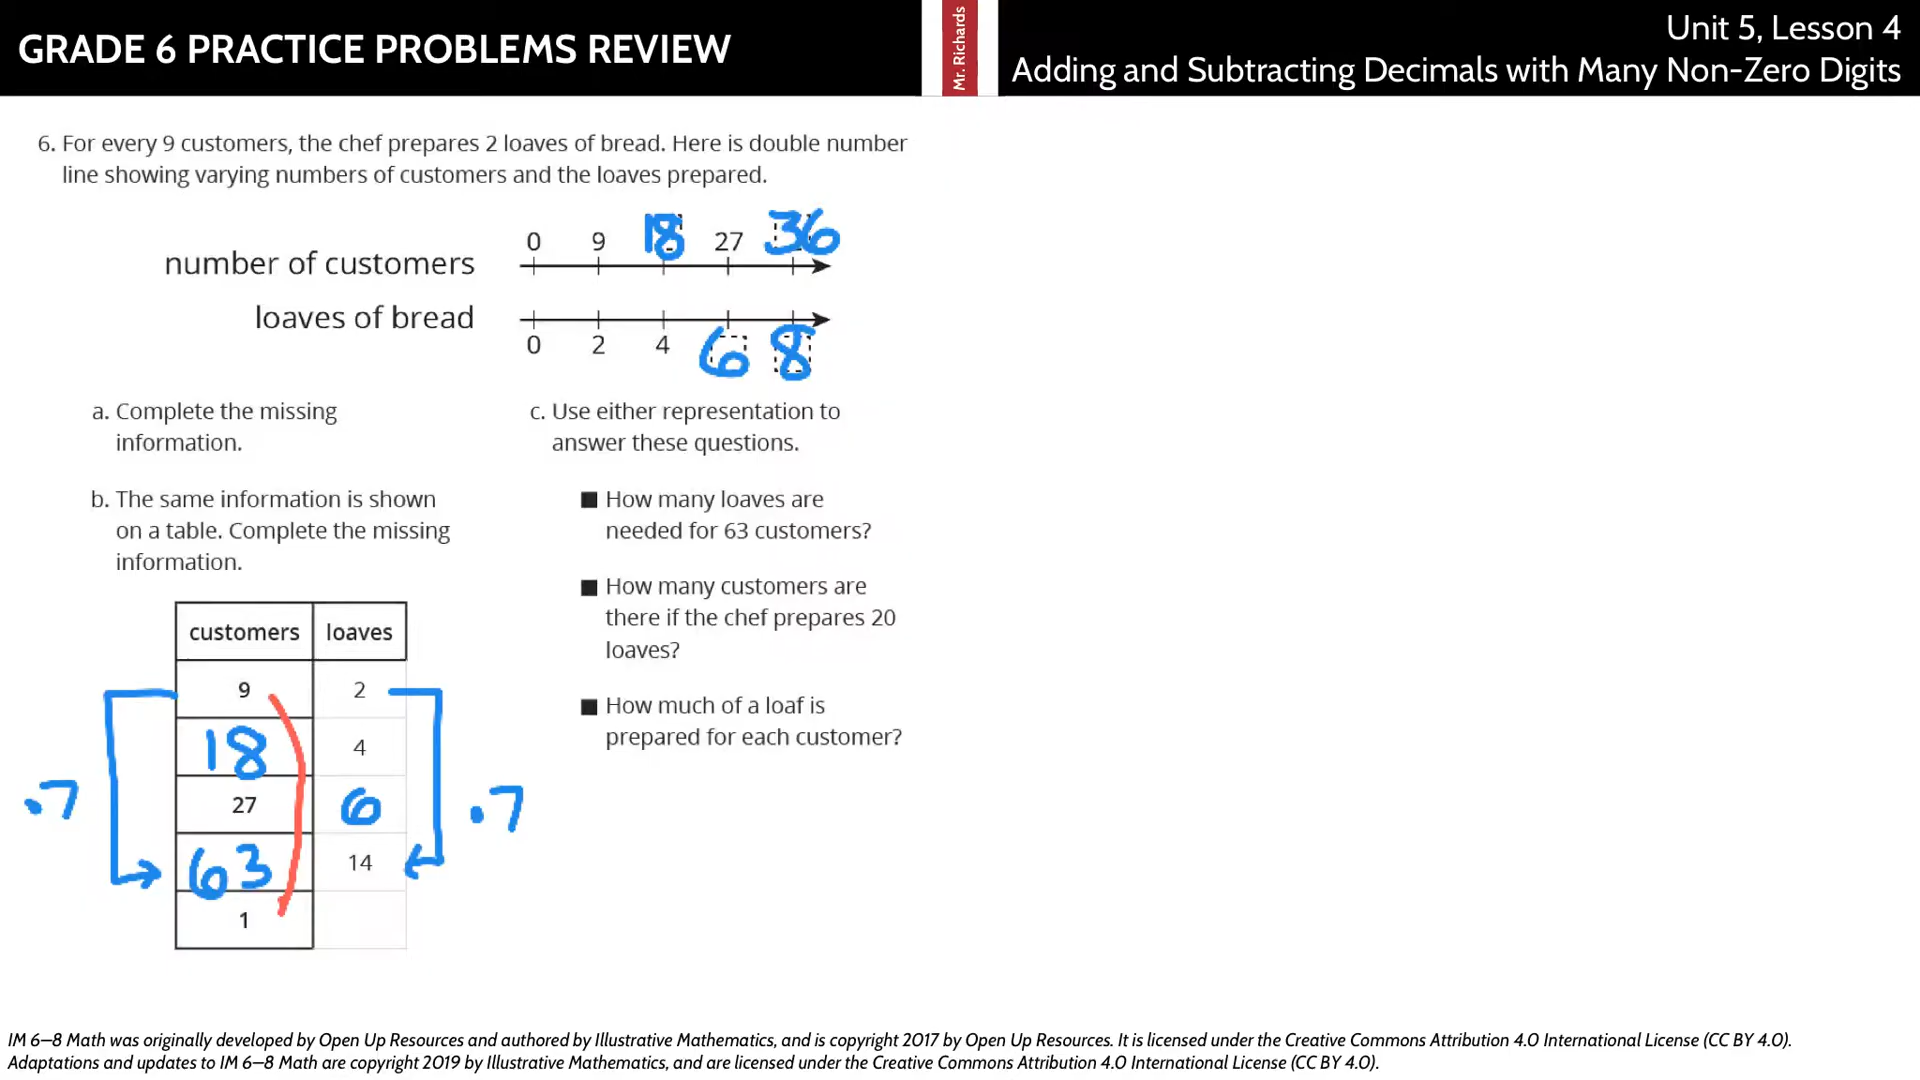 GRADE 6 PRACTICE PROBLEMS REVIEW
Mr. Richards
Unit 5, Lesson 4
Adding and Subtracting Decimals with Many Non-Zero Digits
6. For every 9 customers, the chef prepares 2 loaves of bread. Here is double number
line showing varying numbers of customers and the loaves prepared.
0 9 18 27 36
number of customers
loaves of bread
0 2 4 6 8
a. Complete the missing
information.
b. The same information is shown
on a table. Complete the missing
information.
customers loaves
9 2
18 4
27 6
63 14
1
·7
·7
c. Use either representation to
answer these questions.
■ How many loaves are
needed for 63 customers?
■ How many customers are
there if the chef prepares 20
loaves?
■ How much of a loaf is
prepared for each customer?
IM 6–8 Math was originally developed by Open Up Resources and authored by Illustrative Mathematics, and is copyright 2017 by Open Up Resources. It is licensed under the Creative Commons Attribution 4.0 International License (CC BY 4.0).
Adaptations and updates to IM 6–8 Math are copyright 2019 by Illustrative Mathematics, and are licensed under the Creative Commons Attribution 4.0 International License (CC BY 4.0).